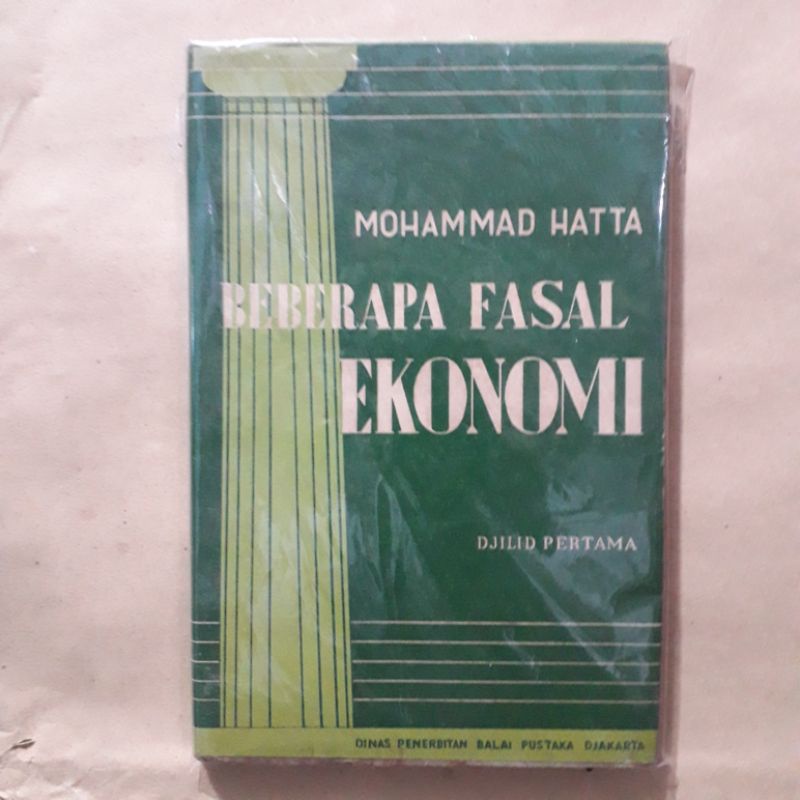 MOHAMMAD HATTA
BEBERAPA FASAL
EKONOMI
DJILID PERTAMA
DINAS PENERBITAN BALAI PUSTAKA DJAKARTA